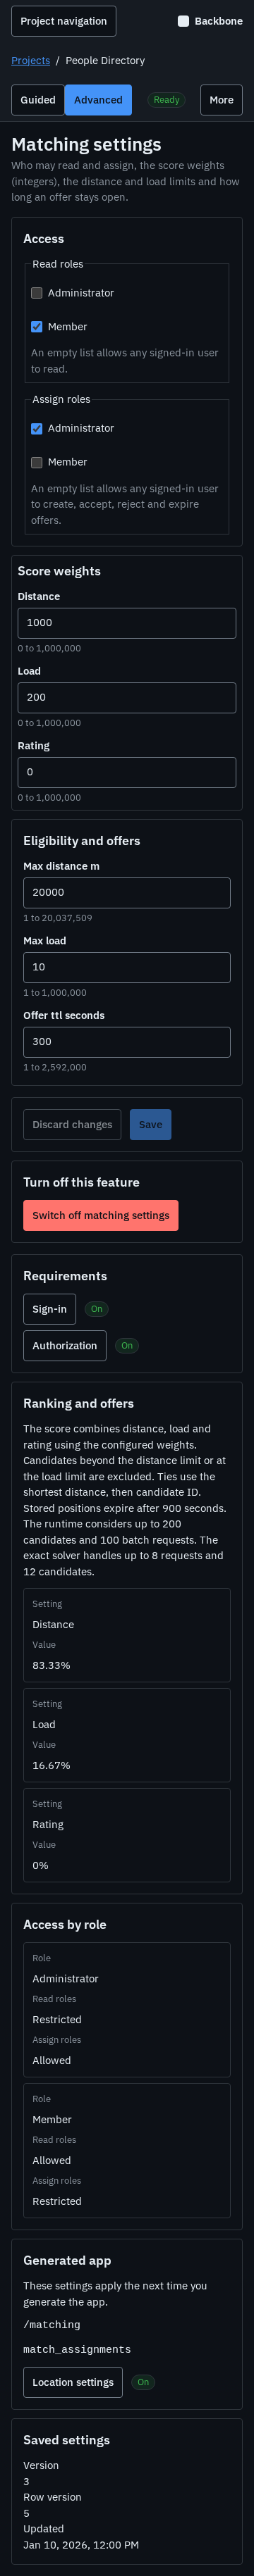 Project navigation
Backbone
Projects / People Directory
Guided
Advanced
Ready
More
Matching settings
Who may read and assign, the score weights
(integers), the distance and load limits and how
long an offer stays open.
Access
Read roles
Administrator
Member
An empty list allows any signed-in user
to read.
Assign roles
Administrator
Member
An empty list allows any signed-in user
to create, accept, reject and expire
offers.
Score weights
Distance
1000
0 to 1,000,000
Load
200
0 to 1,000,000
Rating
0
0 to 1,000,000
Eligibility and offers
Max distance m
20000
1 to 20,037,509
Max load
10
1 to 1,000,000
Offer ttl seconds
300
1 to 2,592,000
Discard changes
Save
Turn off this feature
Switch off matching settings
Requirements
Sign-in
On
Authorization
On
Ranking and offers
The score combines distance, load and
rating using the configured weights.
Candidates beyond the distance limit or at
the load limit are excluded. Ties use the
shortest distance, then candidate ID.
Stored positions expire after 900 seconds.
The runtime considers up to 200
candidates and 100 batch requests. The
exact solver handles up to 8 requests and
12 candidates.
Setting
Distance
Value
83.33%
Setting
Load
Value
16.67%
Setting
Rating
Value
0%
Access by role
Role
Administrator
Read roles
Restricted
Assign roles
Allowed
Role
Member
Read roles
Allowed
Assign roles
Restricted
Generated app
These settings apply the next time you
generate the app.
/matching
match_assignments
Location settings
On
Saved settings
Version
3
Row version
5
Updated
Jan 10, 2026, 12:00 PM